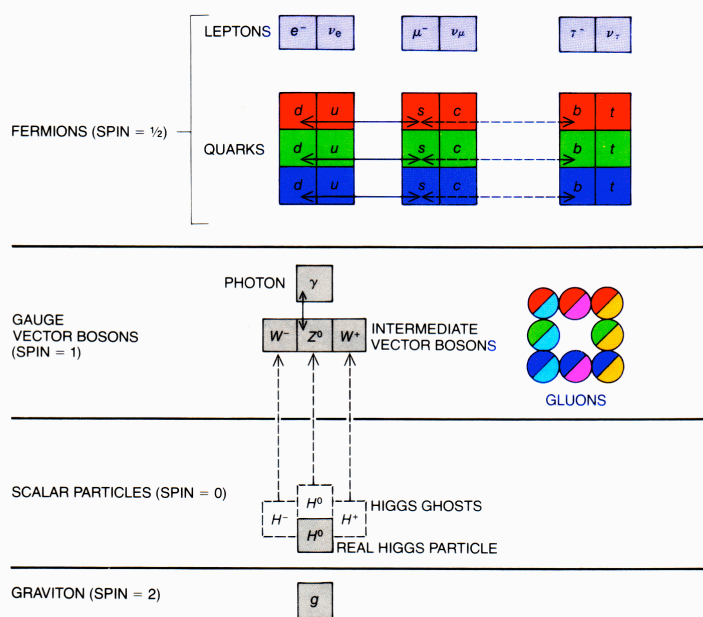 LEPTONS e⁻ νe μ⁻ νμ τ⁻ ντ
d u s c b t
FERMIONS (SPIN = ½)
QUARKS d u s c b t
d u s c b t
PHOTON γ
GAUGE
VECTOR BOSONS
(SPIN = 1)
W⁻ Z⁰ W⁺
INTERMEDIATE
VECTOR BOSONS
GLUONS
SCALAR PARTICLES (SPIN = 0)
H⁻ H⁰ H⁺
HIGGS GHOSTS
H⁰
REAL HIGGS PARTICLE
GRAVITON (SPIN = 2)
g